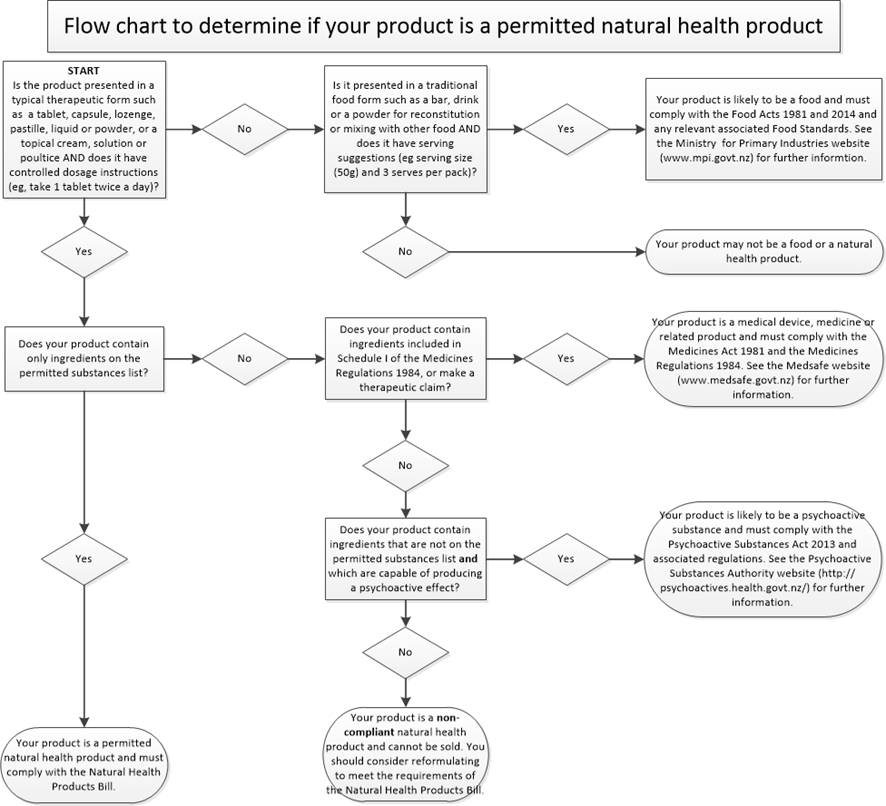 Flow chart to determine if your product is a permitted natural health product
START
Is the product presented in a
typical therapeutic form such
as a tablet, capsule, lozenge,
pastille, liquid or powder, or a
topical cream, solution or
poultice AND does it have
controlled dosage instructions
(eg, take 1 tablet twice a day)?
No
Is it presented in a traditional
food form such as a bar, drink
or a powder for reconstitution
or mixing with other food AND
does it have serving
suggestions (eg serving size
(50g) and 3 serves per pack)?
Yes
Your product is likely to be a food and must
comply with the Food Acts 1981 and 2014 and
any relevant associated Food Standards. See
the Ministry for Primary Industries website
(www.mpi.govt.nz) for further informtion.
Yes
No
Your product may not be a food or a natural
health product.
Does your product contain
only ingredients on the
permitted substances list?
No
Does your product contain
ingredients included in
Schedule I of the Medicines
Regulations 1984, or make a
therapeutic claim?
Yes
Your product is a medical device, medicine or
related product and must comply with the
Medicines Act 1981 and the Medicines
Regulations 1984. See the Medsafe website
(www.medsafe.govt.nz) for further
information.
No
Yes
Does your product contain
ingredients that are not on the
permitted substances list and
which are capable of producing
a psychoactive effect?
Yes
Your product is likely to be a psychoactive
substance and must comply with the
Psychoactive Substances Act 2013 and
associated regulations. See the Psychoactive
Substances Authority website (http://
psychoactives.health.govt.nz/) for further
information.
No
Your product is a permitted
natural health product and must
comply with the Natural Health
Products Bill.
Your product is a non-
compliant natural health
product and cannot be sold. You
should consider reformulating
to meet the requirements of
the Natural Health Products Bill.